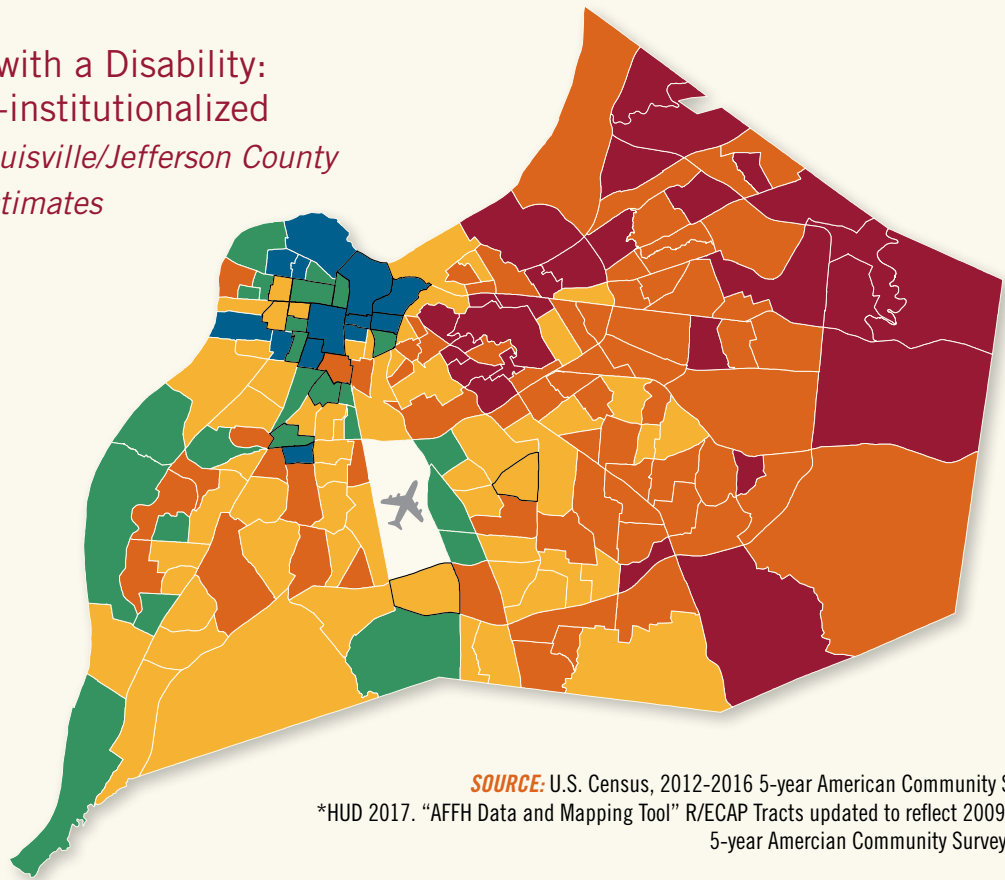 with a Disability:
-institutionalized
uisville/Jefferson County
timates
SOURCE: U.S. Census, 2012-2016 5-year American Community S
*HUD 2017. “AFFH Data and Mapping Tool” R/ECAP Tracts updated to reflect 2009
5-year Amercian Community Survey